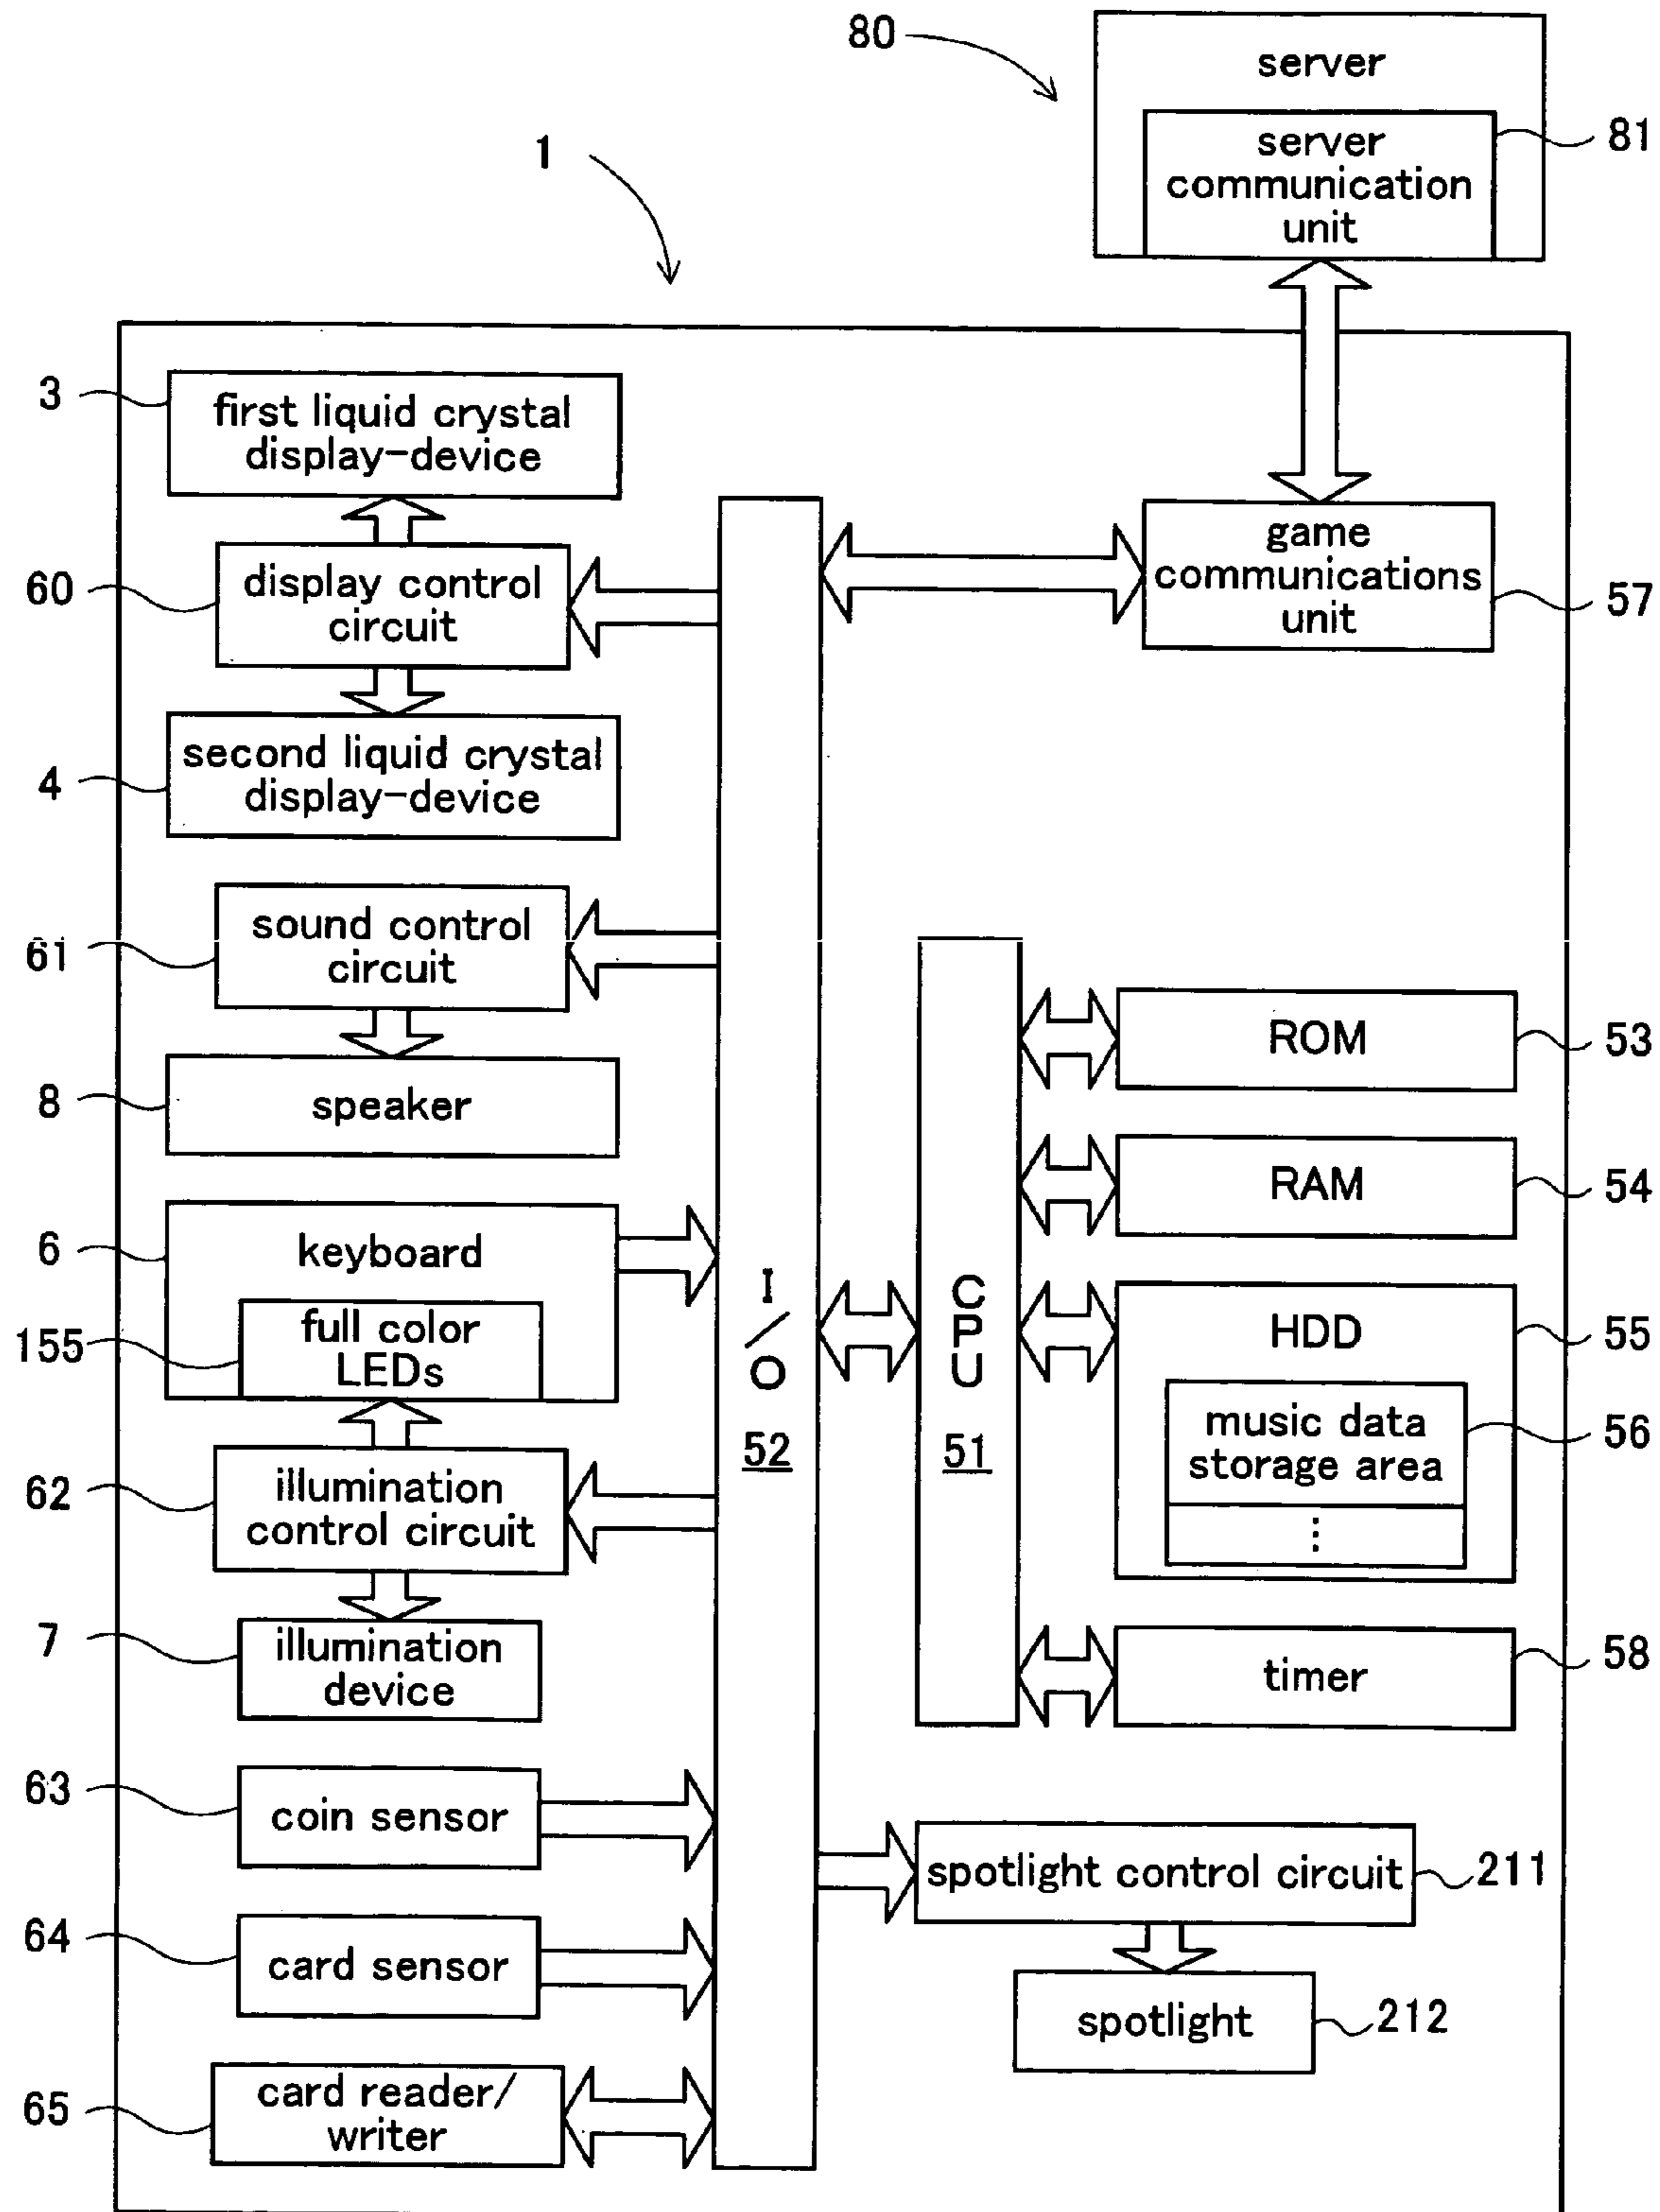 80
server
81
server
communication
unit
1
3
first liquid crystal
display-device
60
display control
circuit
game
communications
unit
57
4
second liquid crystal
display-device
61
sound control
circuit
8
speaker
ROM
53
RAM
54
6
keyboard
155
full color
LEDs
I/O
52
CPU
51
HDD
55
music data
storage area
56
⋮
62
illumination
control circuit
7
illumination
device
timer
58
63
coin sensor
spotlight control circuit
211
64
card sensor
spotlight
212
65
card reader/
writer